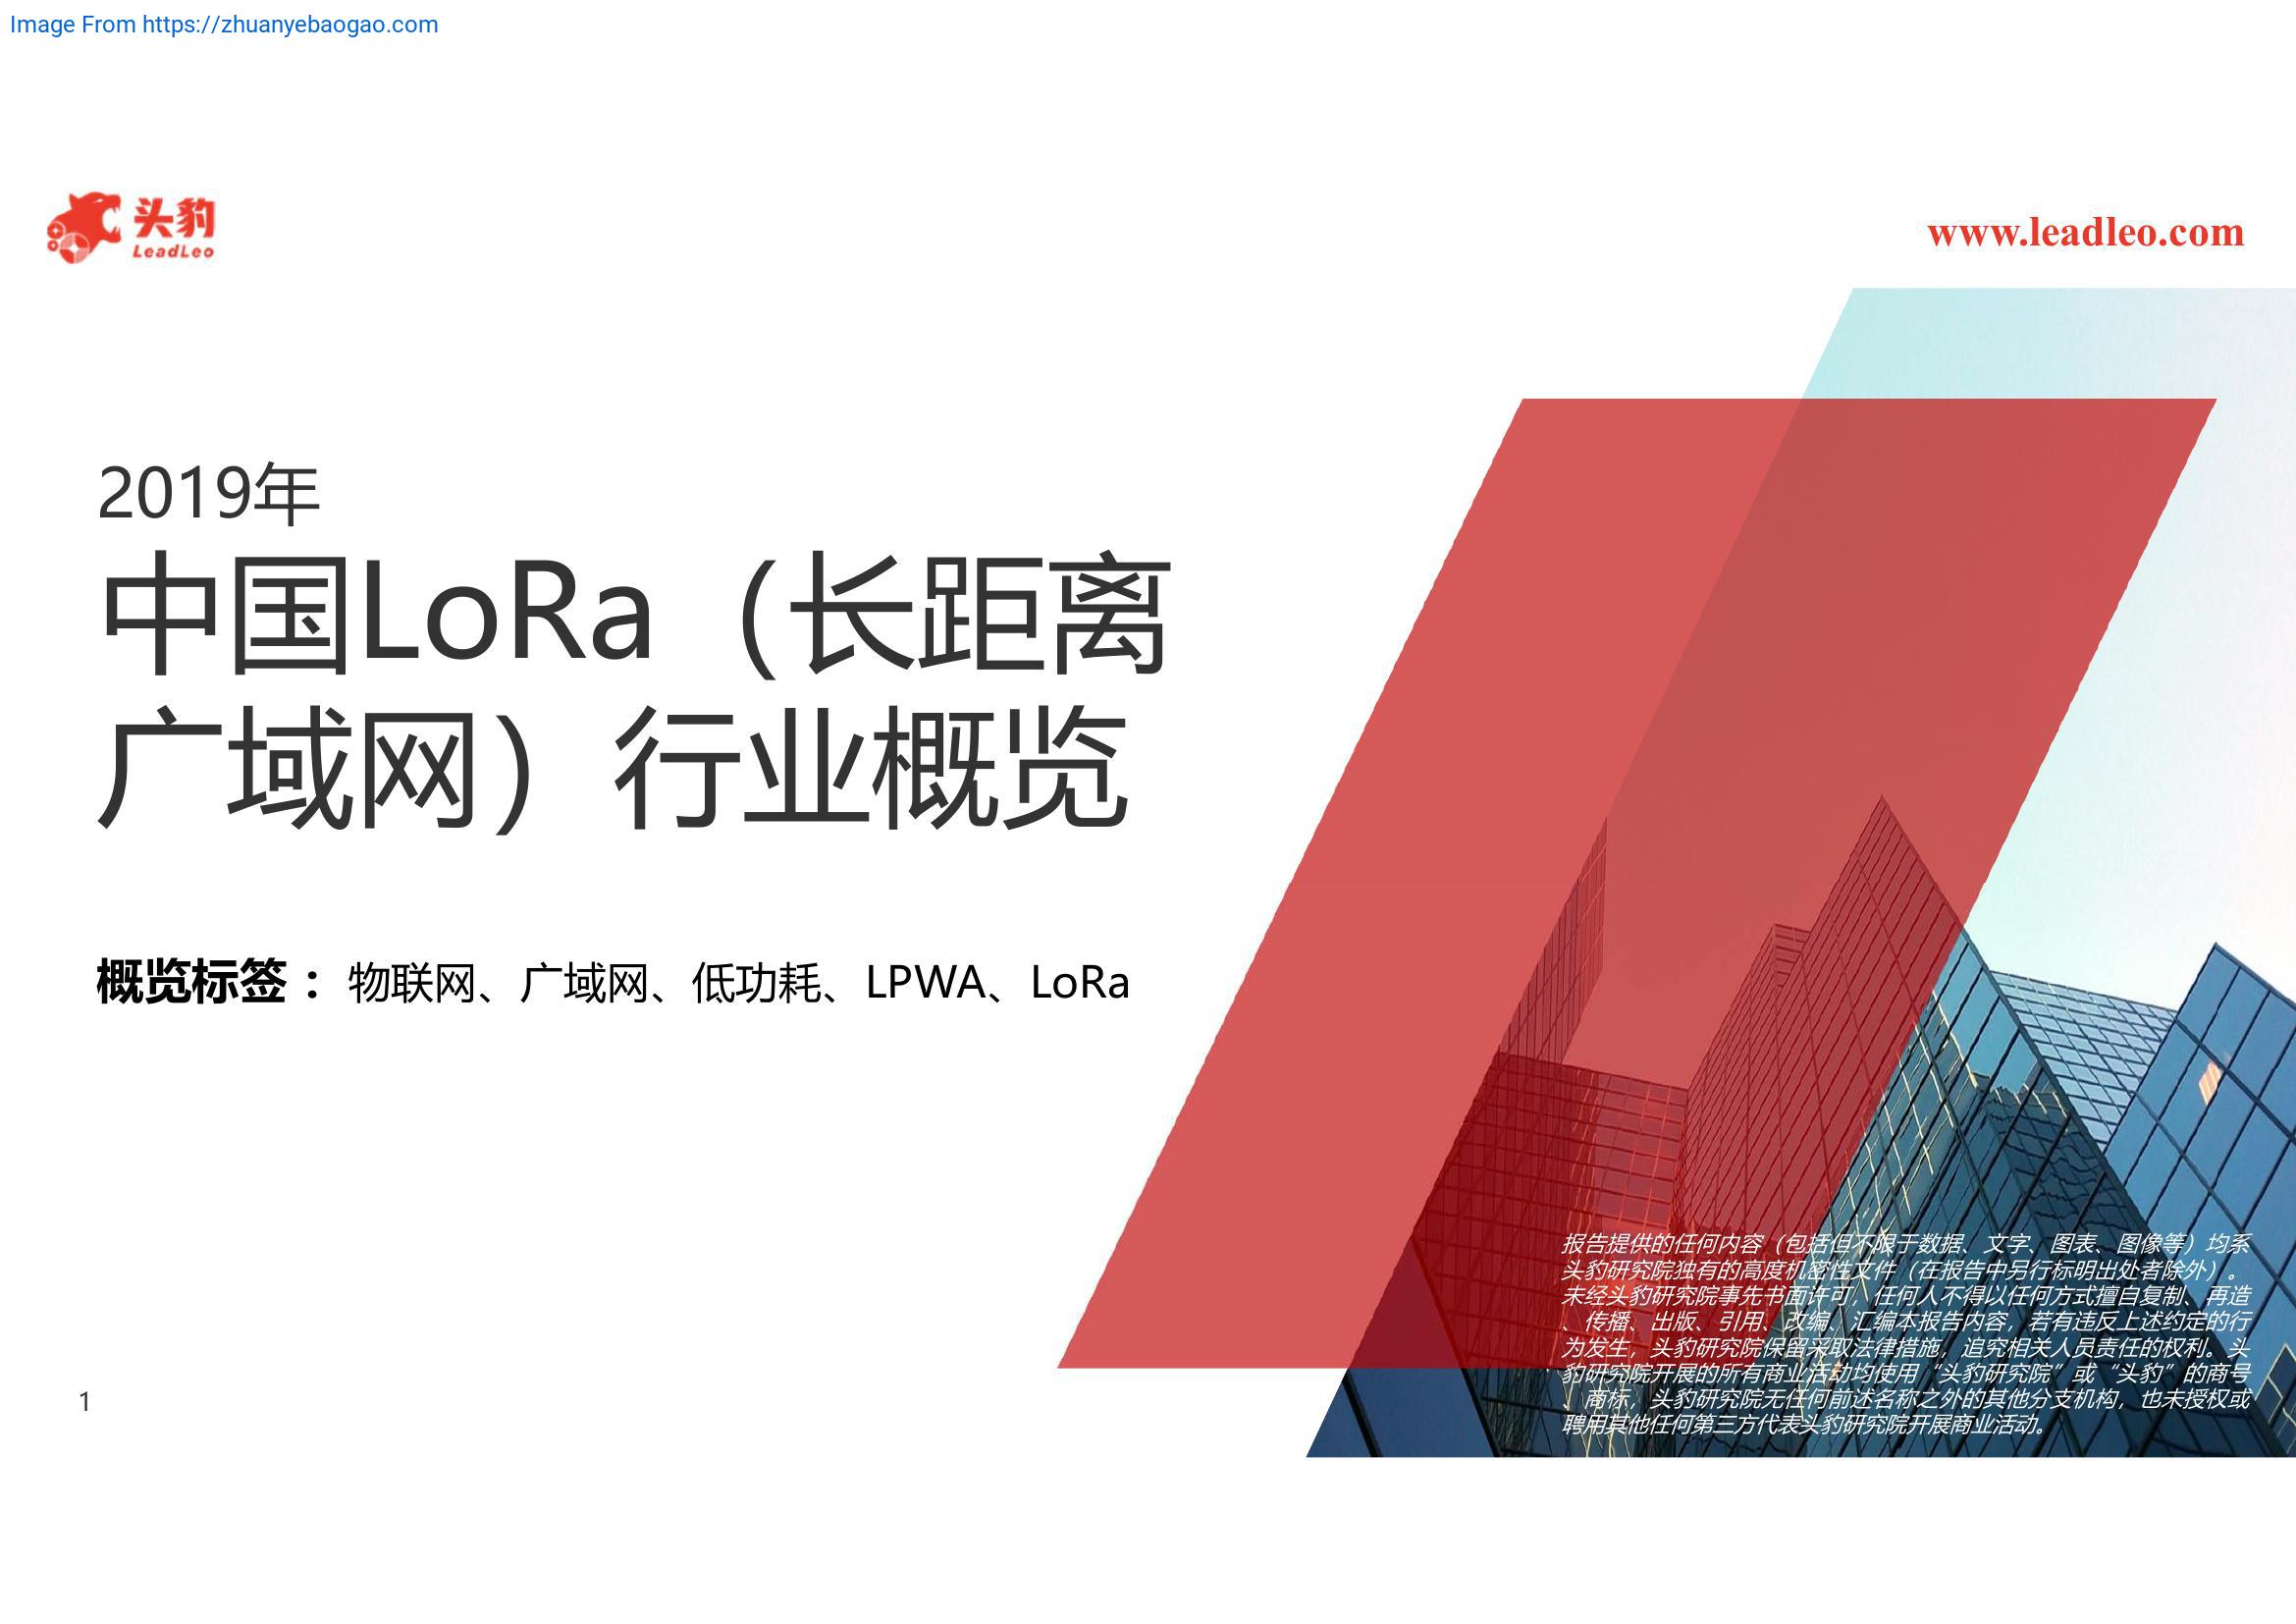 Image From https://zhuanyebaogao.com
头豹
LeadLeo
www.leadleo.com
2019年
中国LoRa（长距离
广域网）行业概览
概览标签：物联网、广域网、低功耗、LPWA、LoRa
报告提供的任何内容（包括但不限于数据、文字、图表、图像等）均系
头豹研究院独有的高度机密性文件（在报告中另行标明出处者除外）。
未经头豹研究院事先书面许可，任何人不得以任何方式擅自复制、再造
、传播、出版、引用、改编、汇编本报告内容，若有违反上述约定的行
为发生，头豹研究院保留采取法律措施，追究相关人员责任的权利。头
豹研究院开展的所有商业活动均使用“头豹研究院”或“头豹”的商号
、商标，头豹研究院无任何前述名称之外的其他分支机构，也未授权或
聘用其他任何第三方代表头豹研究院开展商业活动。
1